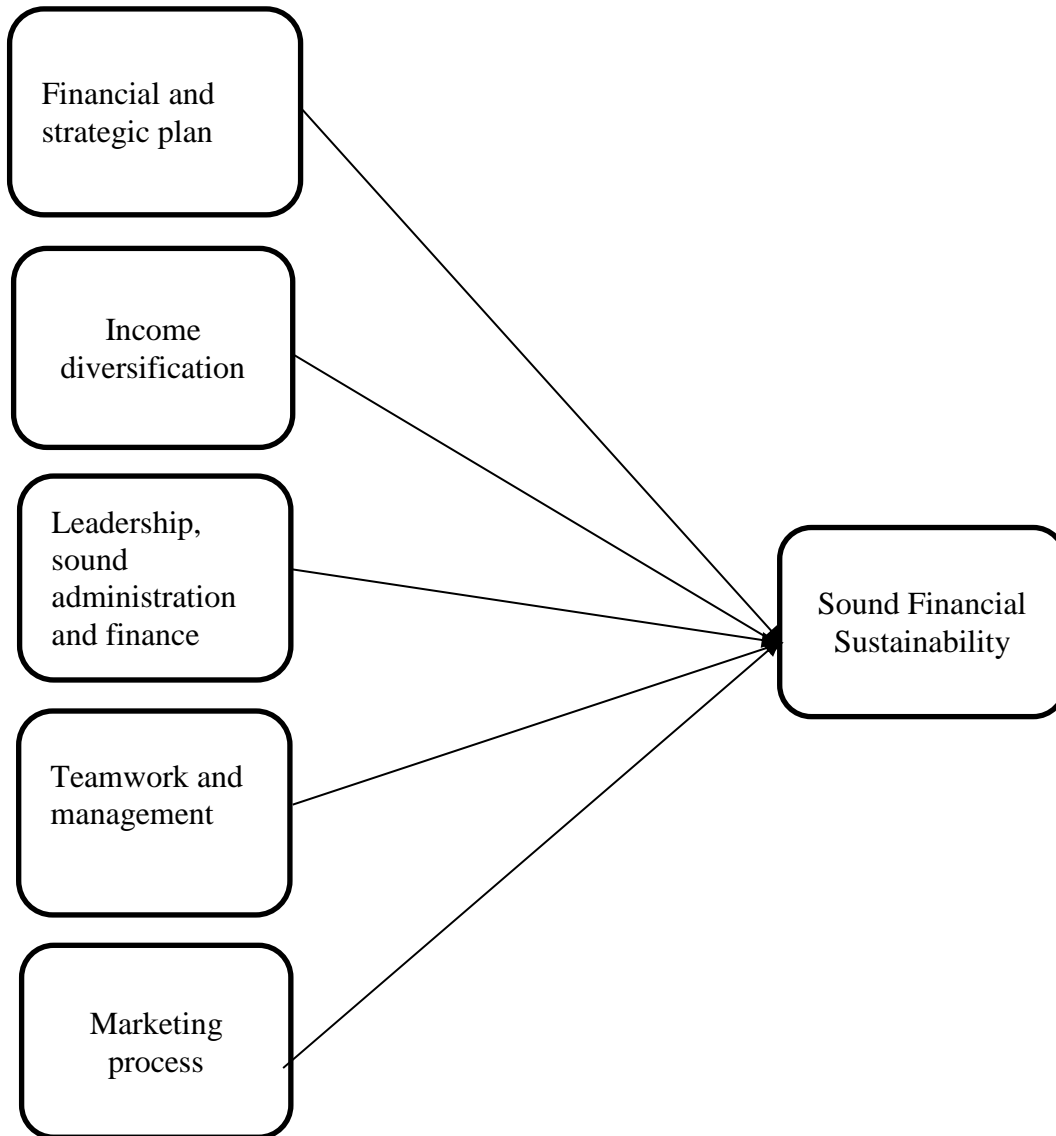 Financial and
strategic plan
Income
diversification
Leadership,
sound
administration
and finance
Sound Financial
Sustainability
Teamwork and
management
Marketing
process